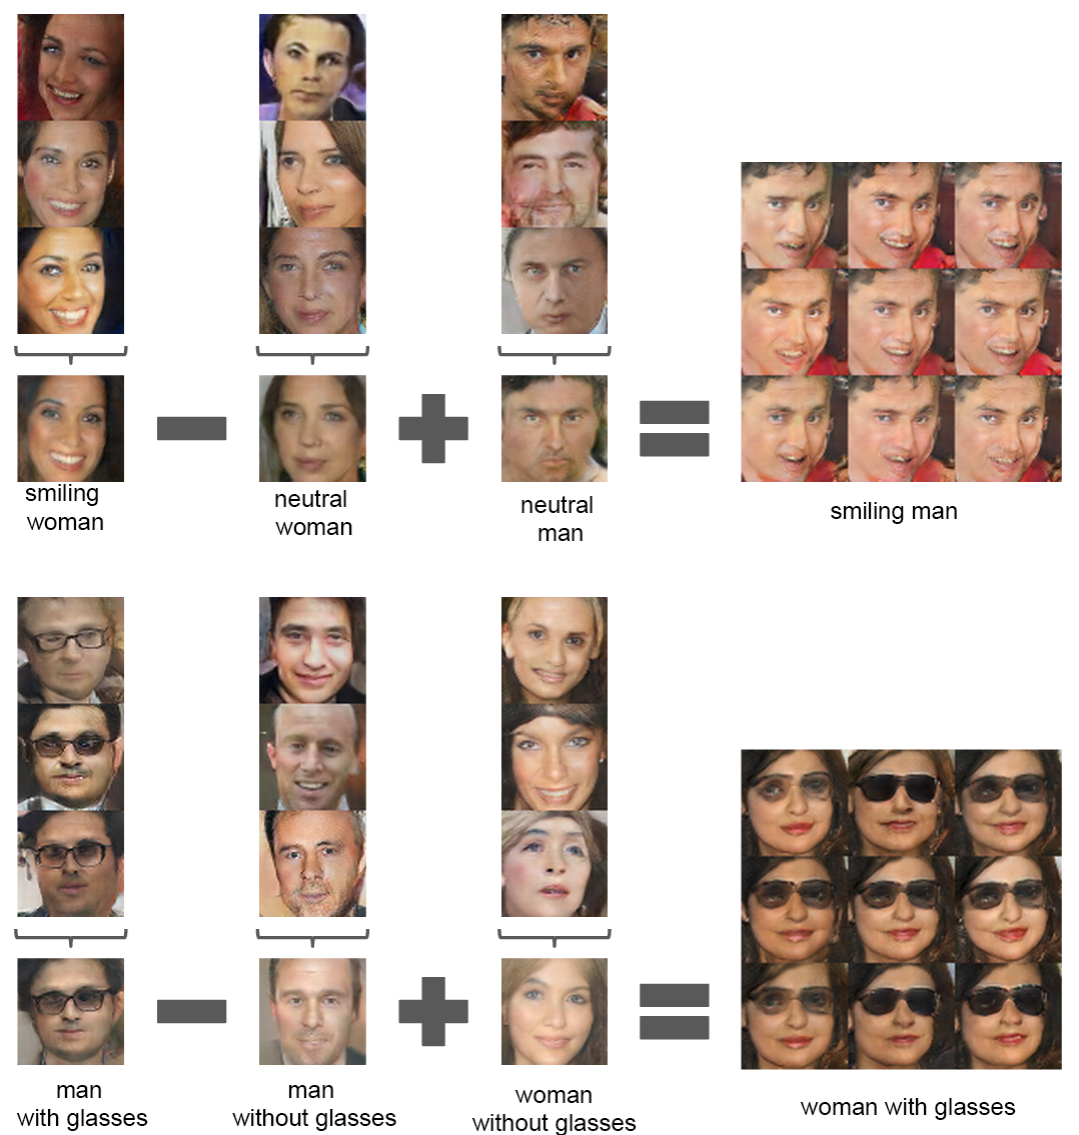 smiling
woman
neutral
woman
neutral
man
smiling man
man
with glasses
man
without glasses
woman
without glasses
woman with glasses